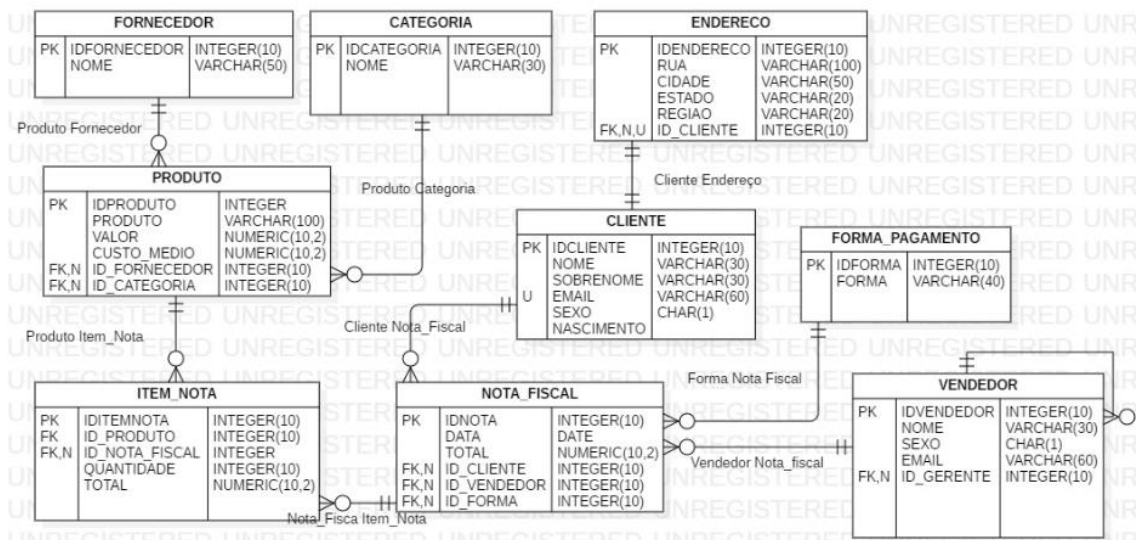 FORNECEDOR
PK IDFORNECEDOR INTEGER(10)
NOME VARCHAR(50)
CATEGORIA
PK IDCATEGORIA INTEGER(10)
NOME VARCHAR(30)
ENDERECO
PK IDENDERECO INTEGER(10)
RUA VARCHAR(100)
CIDADE VARCHAR(50)
ESTADO VARCHAR(20)
REGIAO VARCHAR(20)
FK,N,U ID_CLIENTE INTEGER(10)
Produto Fornecedor
Produto Categoria
Cliente Endereço
PRODUTO
PK IDPRODUTO INTEGER
PRODUTO VARCHAR(100)
VALOR NUMERIC(10,2)
CUSTO_MEDIO NUMERIC(10,2)
FK,N ID_FORNECEDOR INTEGER(10)
FK,N ID_CATEGORIA INTEGER(10)
CLIENTE
PK IDCLIENTE INTEGER(10)
NOME VARCHAR(30)
SOBRENOME VARCHAR(30)
U EMAIL VARCHAR(60)
SEXO CHAR(1)
NASCIMENTO
FORMA_PAGAMENTO
PK IDFORMA INTEGER(10)
FORMA VARCHAR(40)
Produto Item_Nota
Cliente Nota_Fiscal
Forma Nota Fiscal
Vendedor Nota_fiscal
Nota_Fisca Item_Nota
ITEM_NOTA
PK IDITEMNOTA INTEGER(10)
FK ID_PRODUTO INTEGER(10)
FK,N ID_NOTA_FISCAL INTEGER
QUANTIDADE INTEGER(10)
TOTAL NUMERIC(10,2)
NOTA_FISCAL
PK IDNOTA INTEGER(10)
DATA DATE
TOTAL NUMERIC(10,2)
FK,N ID_CLIENTE INTEGER(10)
FK,N ID_VENDEDOR INTEGER(10)
FK,N ID_FORMA INTEGER(10)
VENDEDOR
PK IDVENDEDOR INTEGER(10)
NOME VARCHAR(30)
SEXO CHAR(1)
EMAIL VARCHAR(60)
FK,N ID_GERENTE INTEGER(10)
UNREGISTERED